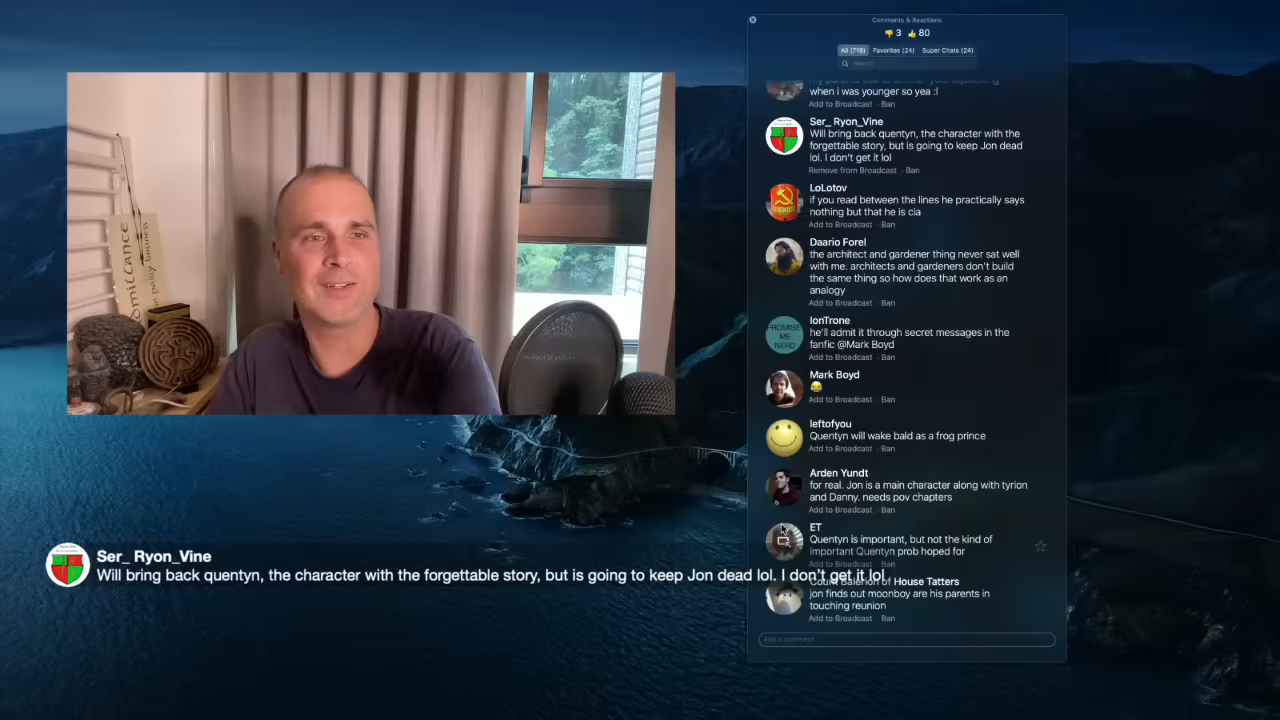 Comments & Reactions
👎 3 👍 80
All (719) Favorites (24) Super Chats (24)
Search
when i was younger so yea :l
Add to Broadcast · Ban
Ser_ Ryon_Vine
Will bring back quentyn, the character with the
forgettable story, but is going to keep Jon dead
lol. I don't get it lol
Remove from Broadcast · Ban
LoLotov
if you read between the lines he practically says
nothing but that he is cia
Add to Broadcast · Ban
Daario Forel
the architect and gardener thing never sat well
with me. architects and gardeners don't build
the same thing so how does that work as an
analogy
Add to Broadcast · Ban
IonTrone
he'll admit it through secret messages in the
fanfic @Mark Boyd
Add to Broadcast · Ban
PROMISE
ME
NERD
Mark Boyd
😂
Add to Broadcast · Ban
leftofyou
Quentyn will wake bald as a frog prince
Add to Broadcast · Ban
Arden Yundt
for real. Jon is a main character along with tyrion
and Danny. needs pov chapters
Add to Broadcast · Ban
ET
Quentyn is important, but not the kind of
important Quentyn prob hoped for
Add to Broadcast · Ban
Count Balerion of House Tatters
jon finds out moonboy are his parents in
touching reunion
Add to Broadcast · Ban
Add a comment
Ser_ Ryon_Vine
Will bring back quentyn, the character with the forgettable story, but is going to keep Jon dead lol. I don't get it lol